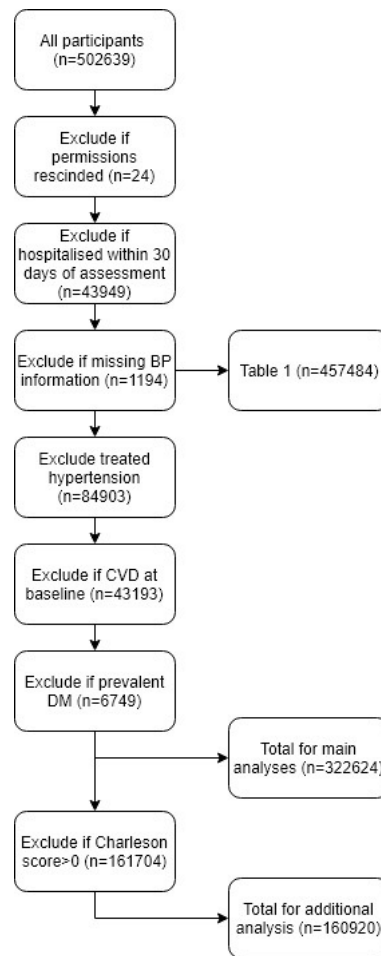 All participants
(n=502639)
Exclude if
permissions
rescinded (n=24)
Exclude if
hospitalised within 30
days of assessment
(n=43949)
Exclude if missing BP
information (n=1194)
Table 1 (n=457484)
Exclude treated
hypertension
(n=84903)
Exclude if CVD at
baseline (n=43193)
Exclude if prevalent
DM (n=6749)
Total for main
analyses (n=322624)
Exclude if Charleson
score>0 (n=161704)
Total for additional
analysis (n=160920)